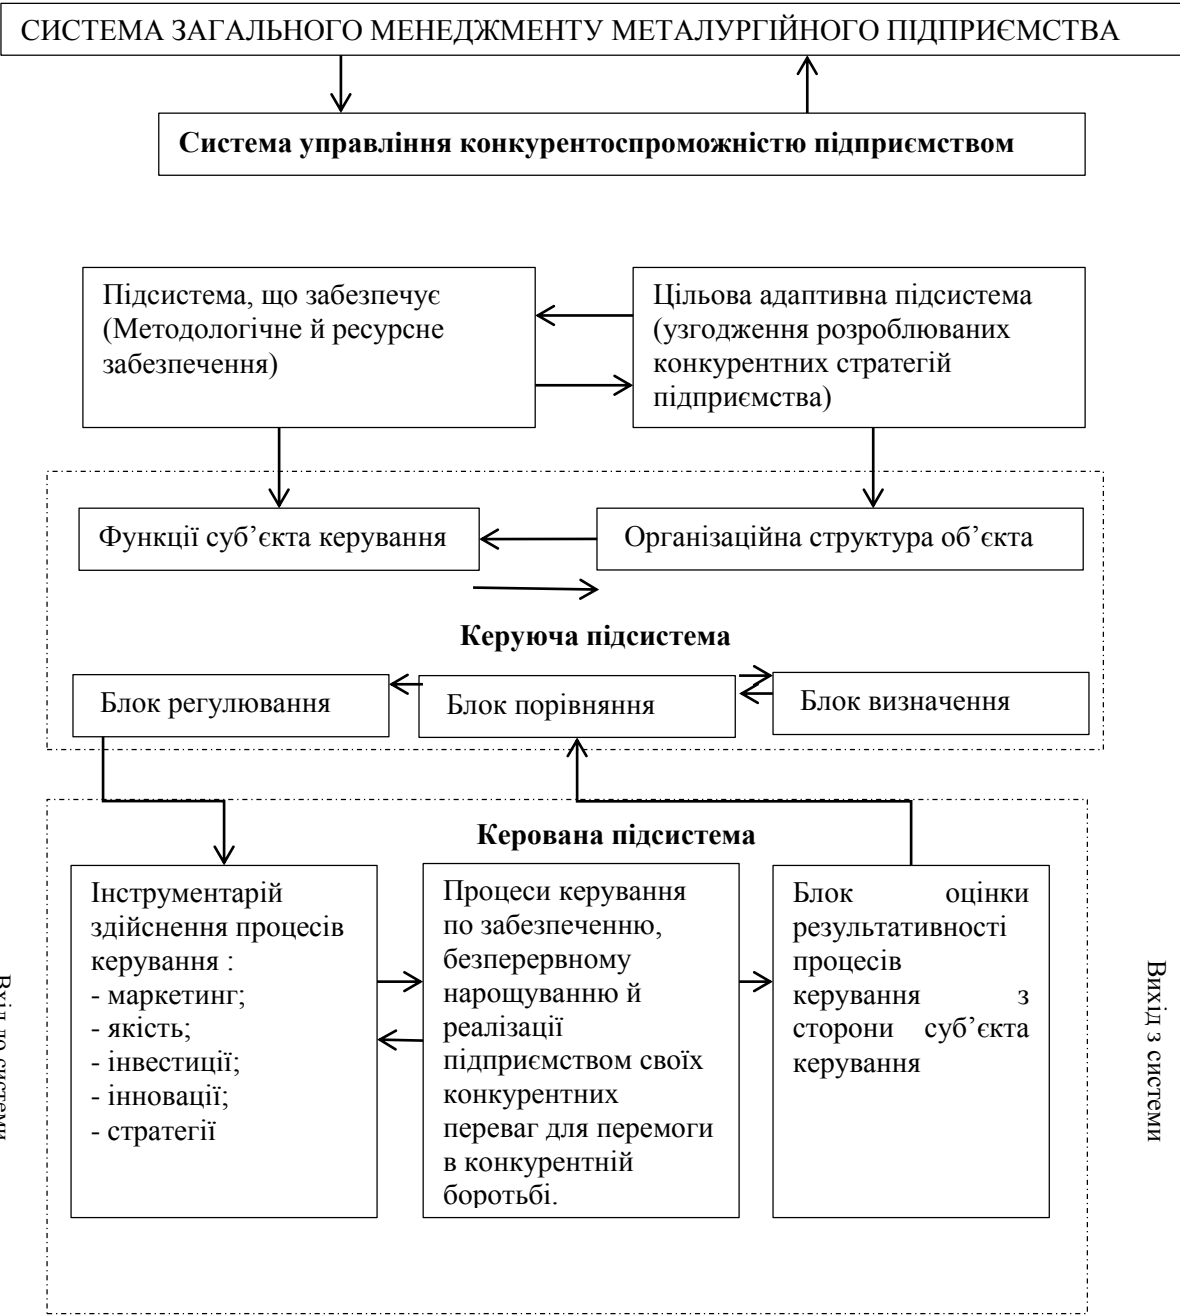 СИСТЕМА ЗАГАЛЬНОГО МЕНЕДЖМЕНТУ МЕТАЛУРГІЙНОГО ПІДПРИЄМСТВА
Система управління конкурентоспроможністю підприємством
Підсистема, що забезпечує
(Методологічне й ресурсне
забезпечення)
Цільова адаптивна підсистема
(узгодження розроблюваних
конкурентних стратегій
підприємства)
Функції суб’єкта керування
Організаційна структура об’єкта
Керуюча підсистема
Блок регулювання
Блок порівняння
Блок визначення
Керована підсистема
Інструментарій
здійснення процесів
керування :
- маркетинг;
- якість;
- інвестиції;
- інновації;
- стратегії
Процеси керування
по забезпеченню,
безперервному
нарощуванню й
реалізації
підприємством своїх
конкурентних
переваг для перемоги
в конкурентній
боротьбі.
Блок оцінки
результативності
процесів
керування з
сторони суб’єкта
керування
Вхід до системи
Вихід з системи